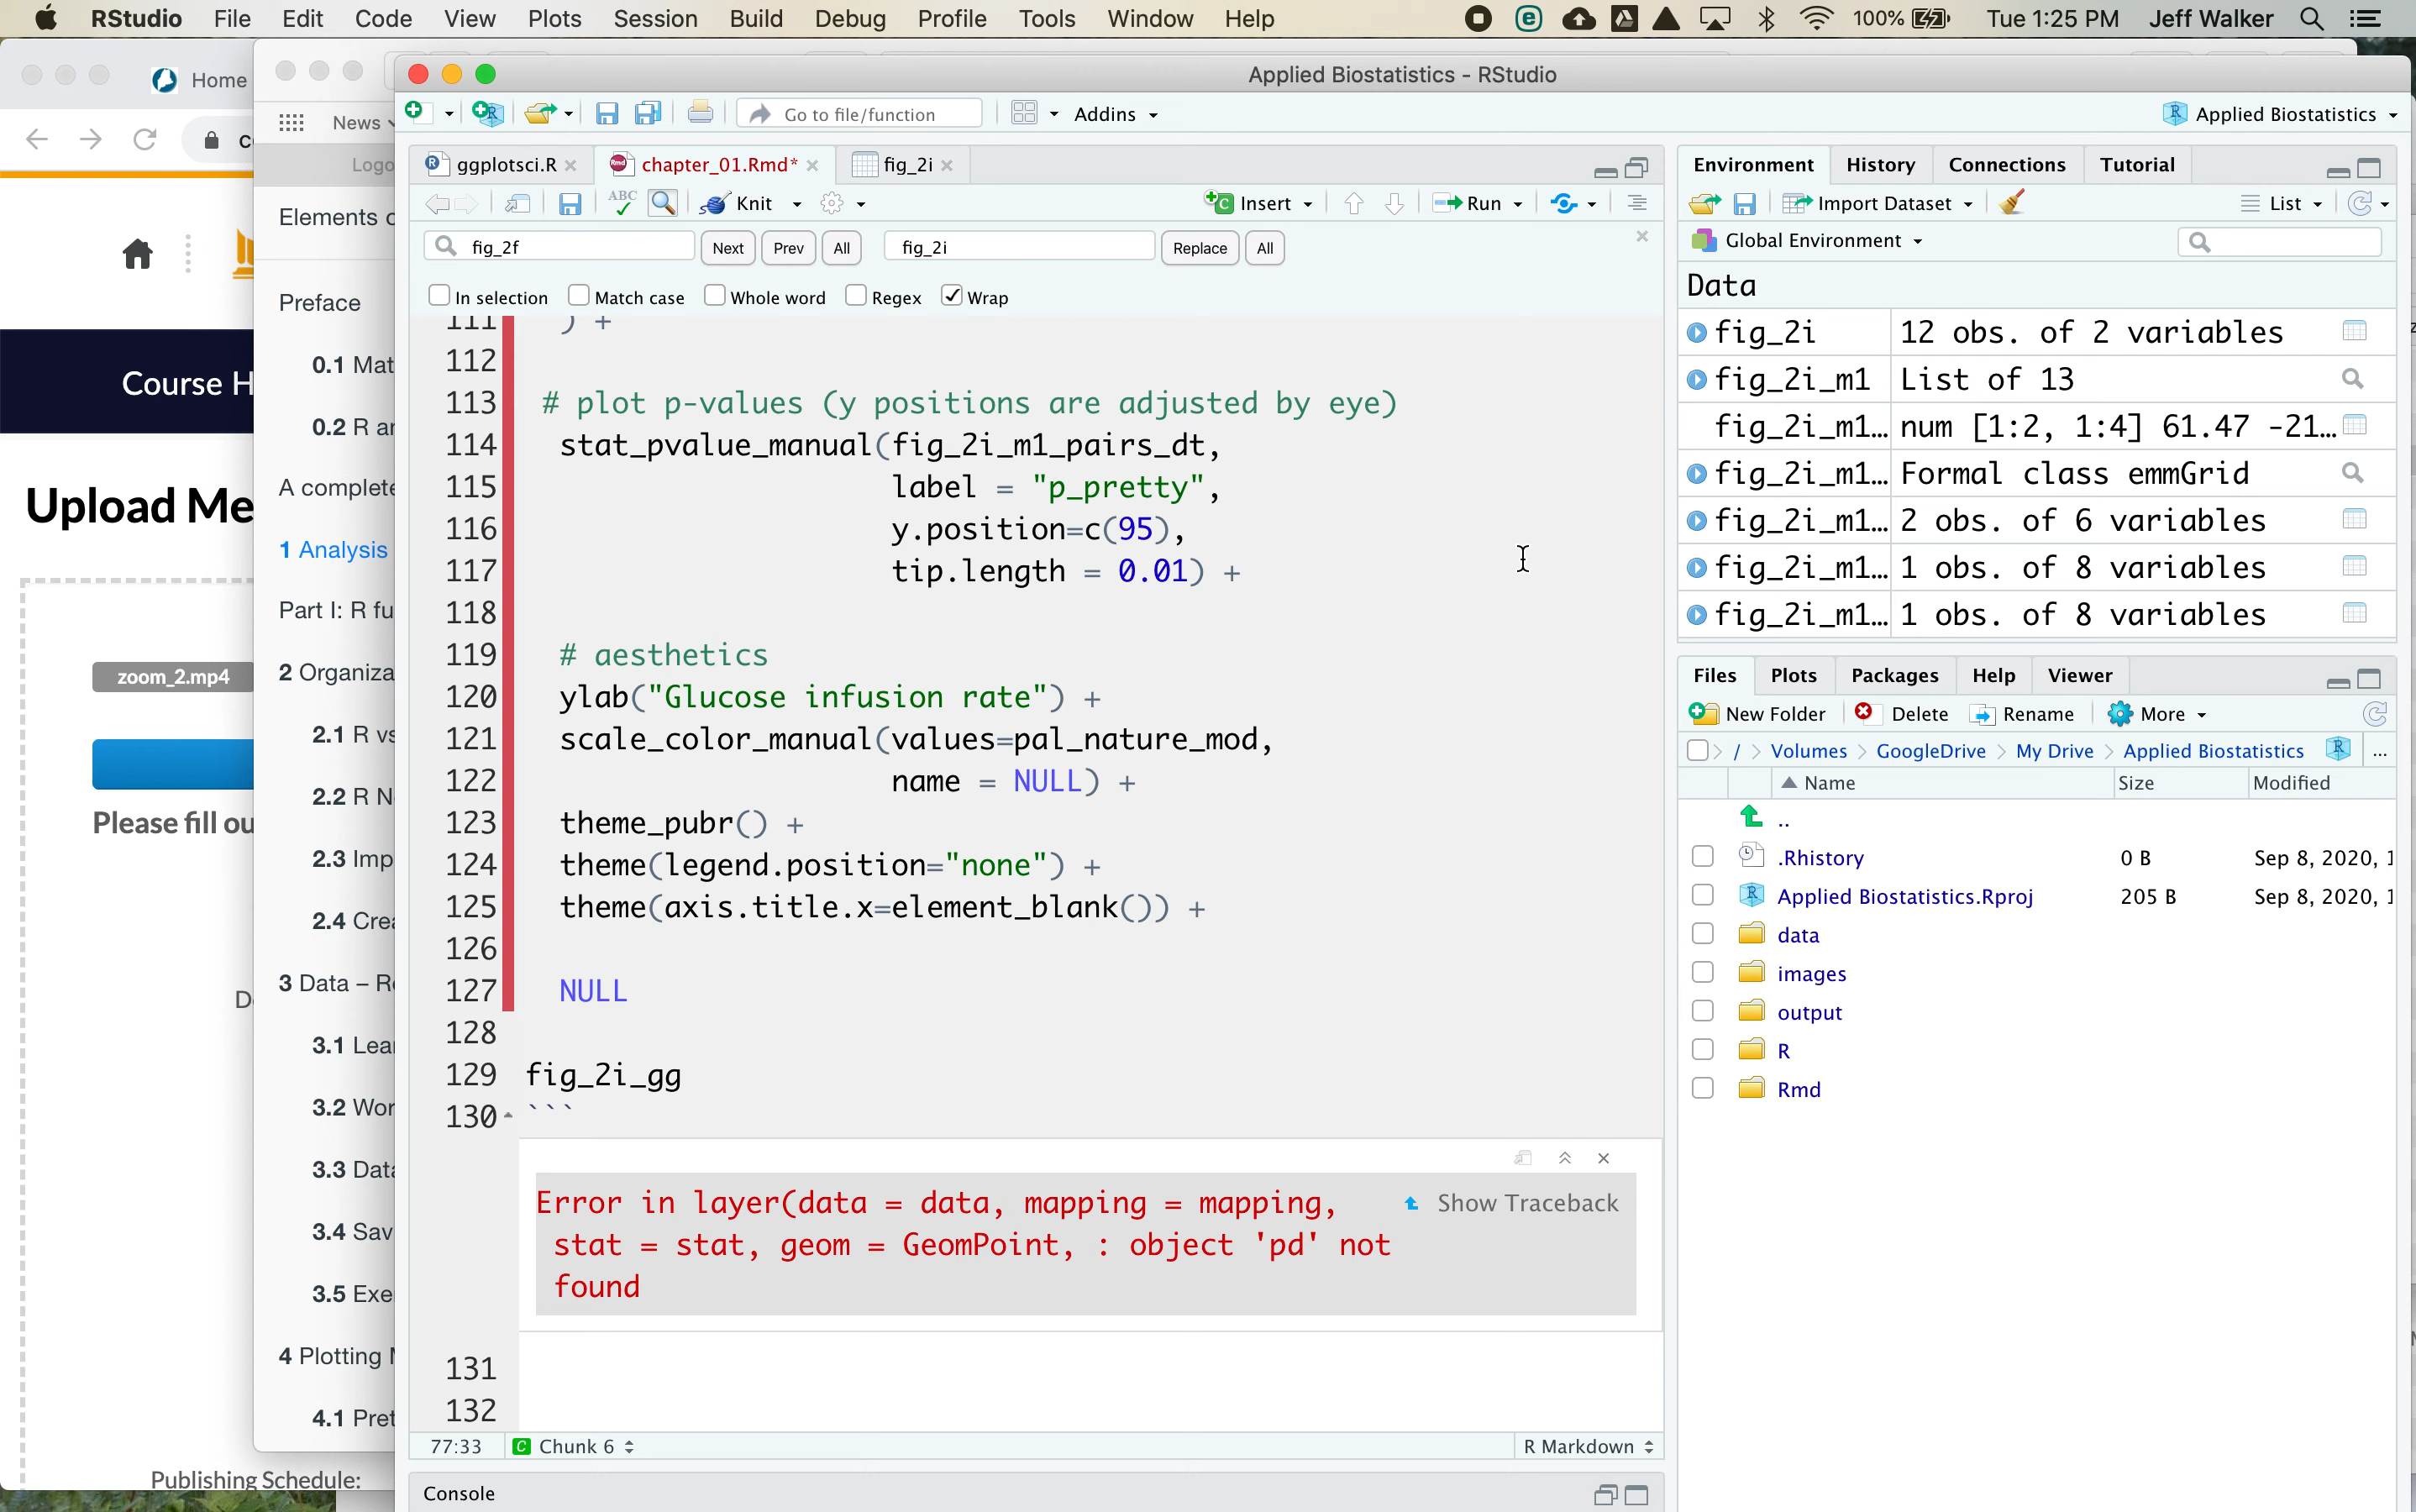 RStudio File Edit Code View Plots Session Build Debug Profile Tools Window Help 100% Tue 1:25 PM Jeff Walker
Home
Applied Biostatistics - RStudio
News
Go to file/function
Addins
Applied Biostatistics
Logo
ggplotsci.R
chapter_01.Rmd*
fig_2i
Environment History Connections Tutorial
ABC
Knit
Insert
Run
Import Dataset
List
Elements
fig_2f
Next
Prev
All
fig_2i
Replace
All
Global Environment
In selection
Match case
Whole word
Regex
Wrap
Data
fig_2i 12 obs. of 2 variables
fig_2i_m1 List of 13
fig_2i_m1… num [1:2, 1:4] 61.47 -21…
fig_2i_m1… Formal class emmGrid
fig_2i_m1… 2 obs. of 6 variables
fig_2i_m1… 1 obs. of 8 variables
fig_2i_m1… 1 obs. of 8 variables
111 ) +
112
113 # plot p-values (y positions are adjusted by eye)
114 stat_pvalue_manual(fig_2i_m1_pairs_dt,
115 label = "p_pretty",
116 y.position=c(95),
117 tip.length = 0.01) +
118
119 # aesthetics
120 ylab("Glucose infusion rate") +
121 scale_color_manual(values=pal_nature_mod,
122 name = NULL) +
123 theme_pubr() +
124 theme(legend.position="none") +
125 theme(axis.title.x=element_blank()) +
126
127 NULL
128
129 fig_2i_gg
130 ```
Error in layer(data = data, mapping = mapping,
stat = stat, geom = GeomPoint, : object 'pd' not
found
Show Traceback
131
132
77:33 Chunk 6
R Markdown
Console
Files Plots Packages Help Viewer
New Folder Delete Rename More
/ Volumes GoogleDrive My Drive Applied Biostatistics ...
Name Size Modified
..
.Rhistory 0 B Sep 8, 2020, 1
Applied Biostatistics.Rproj 205 B Sep 8, 2020, 1
data
images
output
R
Rmd
Preface
0.1 Mat
0.2 R ar
A complete
1 Analysis
Part I: R fu
2 Organiza
2.1 R vs
2.2 R N
2.3 Imp
2.4 Crea
3 Data – Re
3.1 Lear
3.2 Wor
3.3 Data
3.4 Sav
3.5 Exe
4 Plotting
4.1 Pret
Course H
Upload Me
zoom_2.mp4
Please fill ou
Publishing Schedule: